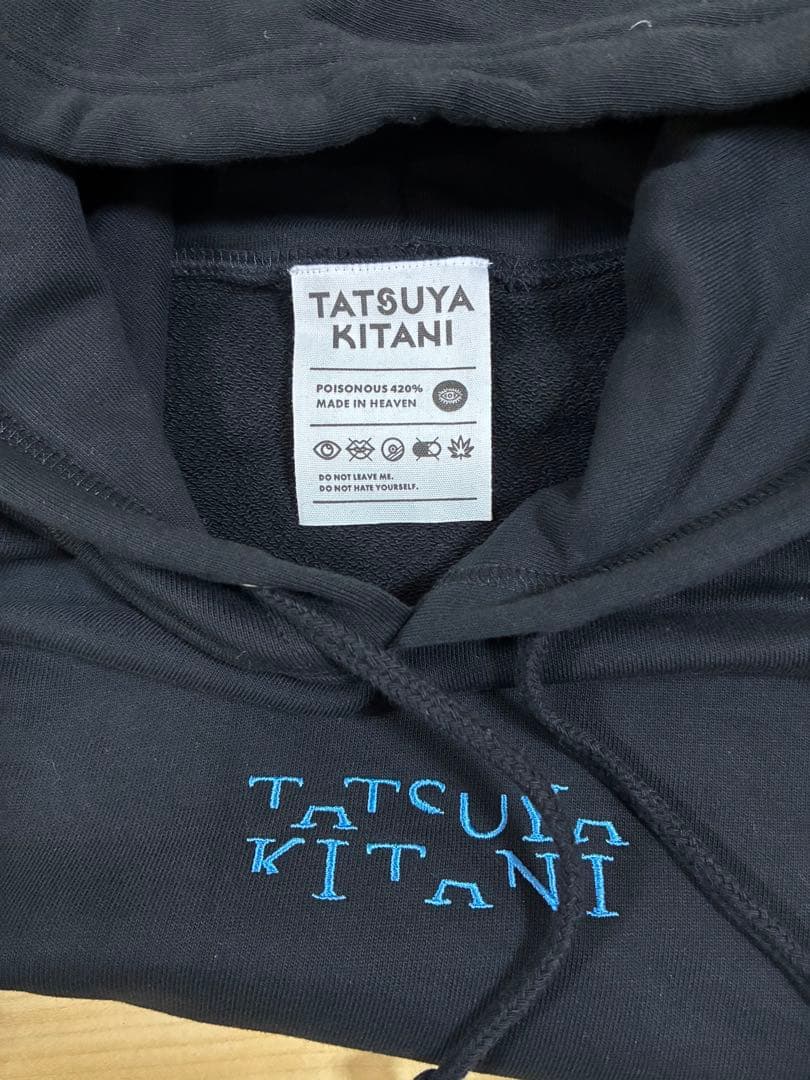 TATSUYA
KITANI
POISONOUS 420%
MADE IN HEAVEN
DO NOT LEAVE ME.
DO NOT HATE YOURSELF.
TATSUYA
KITANI